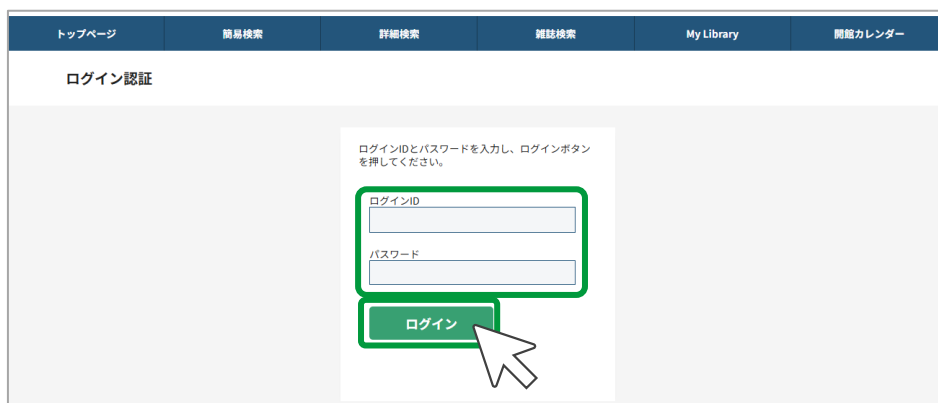 トップページ 簡易検索 詳細検索 雑誌検索 My Library 開館カレンダー
ログイン認証
ログインIDとパスワードを入力し、ログインボタン
を押してください。
ログインID
パスワード
ログイン